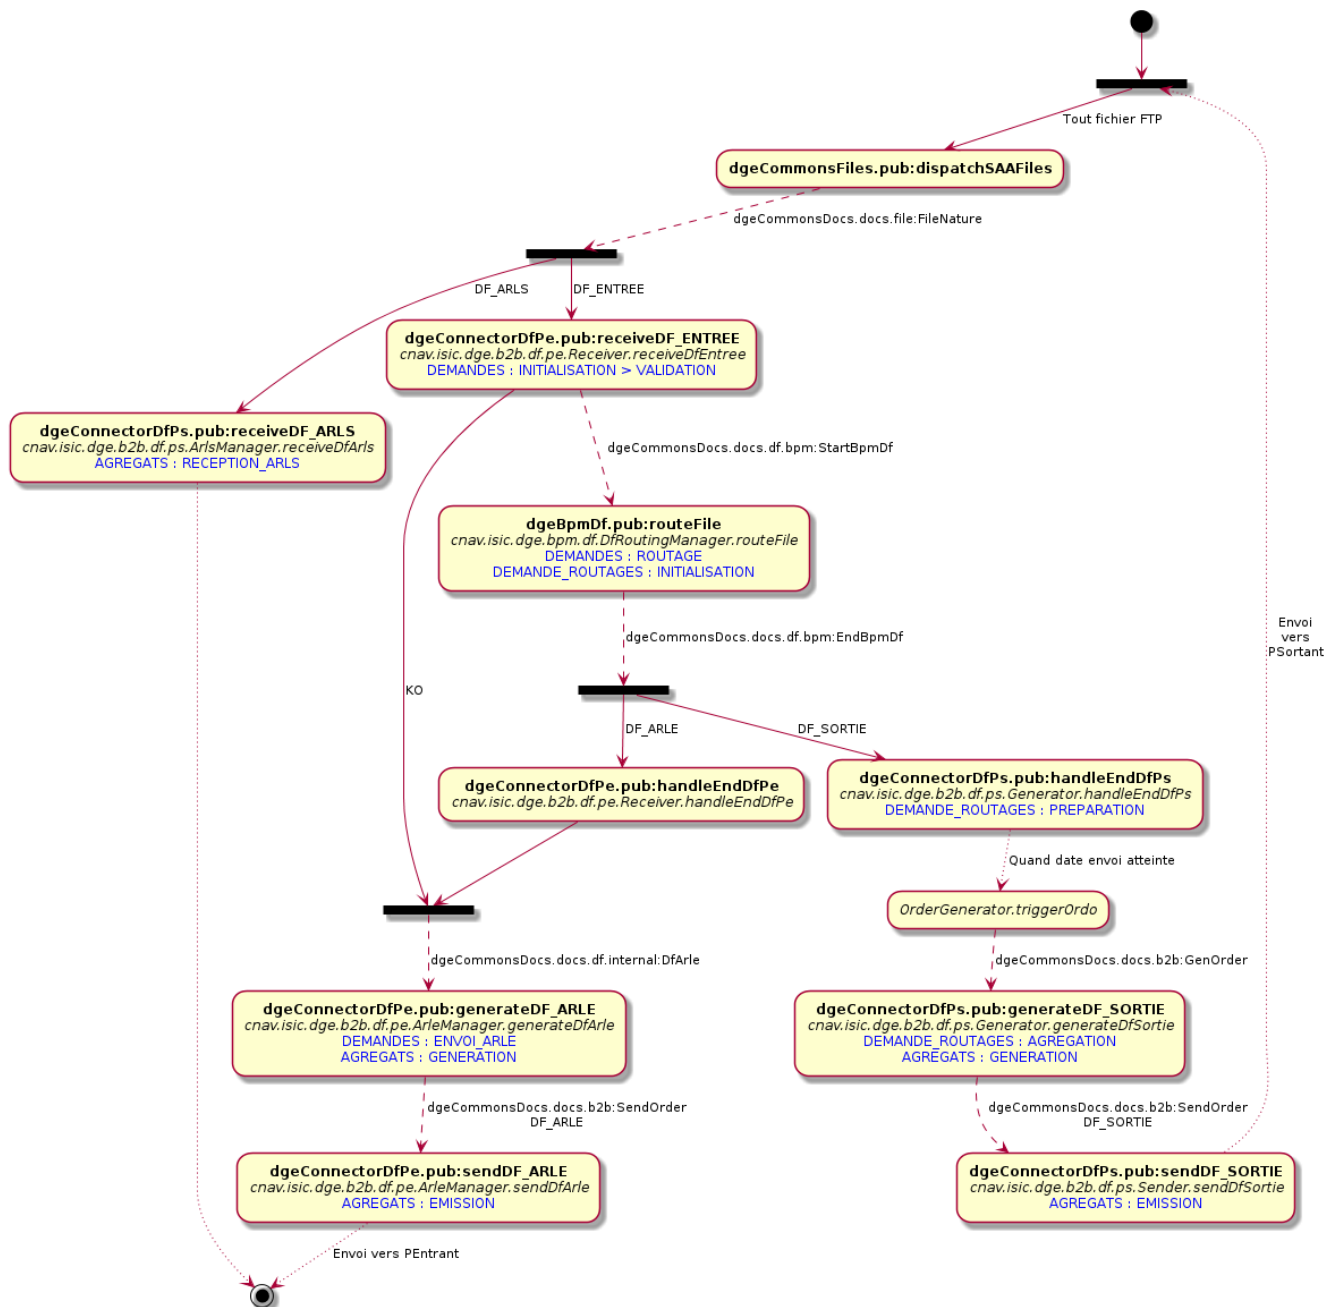 Tout fichier FTP
dgeCommonsFiles.pub:dispatchSAAFiles
dgeCommonsDocs.docs.file:FileNature
DF_ARLS
DF_ENTREE
dgeConnectorDfPe.pub:receiveDF_ENTREE
cnav.isic.dge.b2b.df.pe.Receiver.receiveDfEntree
DEMANDES : INITIALISATION > VALIDATION
dgeConnectorDfPs.pub:receiveDF_ARLS
cnav.isic.dge.b2b.df.ps.ArlsManager.receiveDfArls
AGREGATS : RECEPTION_ARLS
dgeCommonsDocs.docs.df.bpm:StartBpmDf
dgeBpmDf.pub:routeFile
cnav.isic.dge.bpm.df.DfRoutingManager.routeFile
DEMANDES : ROUTAGE
DEMANDE_ROUTAGES : INITIALISATION
dgeCommonsDocs.docs.df.bpm:EndBpmDf
Envoi
vers
PSortant
KO
DF_ARLE
DF_SORTIE
dgeConnectorDfPe.pub:handleEndDfPe
cnav.isic.dge.b2b.df.pe.Receiver.handleEndDfPe
dgeConnectorDfPs.pub:handleEndDfPs
cnav.isic.dge.b2b.df.ps.Generator.handleEndDfPs
DEMANDE_ROUTAGES : PREPARATION
Quand date envoi atteinte
OrderGenerator.triggerOrdo
dgeCommonsDocs.docs.df.internal:DfArle
dgeCommonsDocs.docs.b2b:GenOrder
dgeConnectorDfPe.pub:generateDF_ARLE
cnav.isic.dge.b2b.df.pe.ArleManager.generateDfArle
DEMANDES : ENVOI_ARLE
AGREGATS : GENERATION
dgeConnectorDfPs.pub:generateDF_SORTIE
cnav.isic.dge.b2b.df.ps.Generator.generateDfSortie
DEMANDE_ROUTAGES : AGREGATION
AGREGATS : GENERATION
dgeCommonsDocs.docs.b2b:SendOrder
DF_ARLE
dgeCommonsDocs.docs.b2b:SendOrder
DF_SORTIE
dgeConnectorDfPe.pub:sendDF_ARLE
cnav.isic.dge.b2b.df.pe.ArleManager.sendDfArle
AGREGATS : EMISSION
dgeConnectorDfPs.pub:sendDF_SORTIE
cnav.isic.dge.b2b.df.ps.Sender.sendDfSortie
AGREGATS : EMISSION
Envoi vers PEntrant